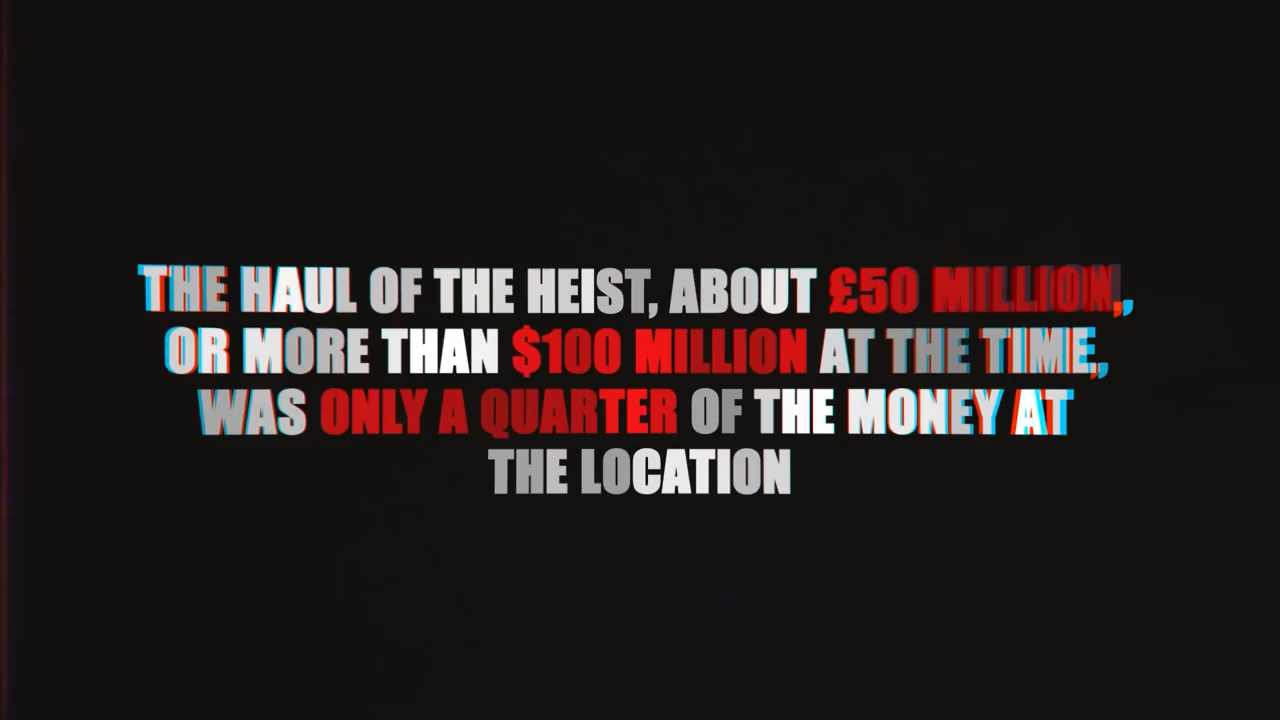 THE HAUL OF THE HEIST, ABOUT £50 MILLION,
OR MORE THAN $100 MILLION AT THE TIME,
WAS ONLY A QUARTER OF THE MONEY AT
THE LOCATION